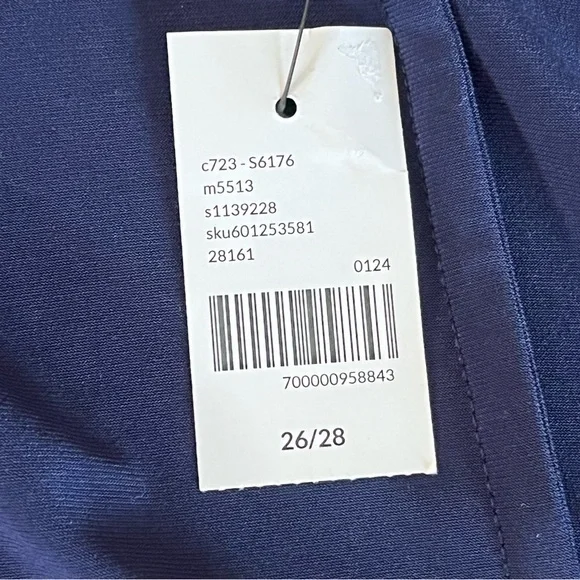 c723 - S6176
m5513
s1139228
sku601253581
28161
0124
700000958843
26/28